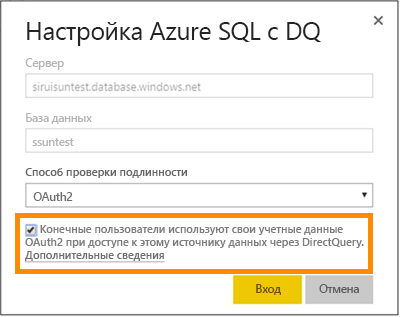 Настройка Azure SQL с DQ
Сервер
siruisuntest.database.windows.net
База данных
ssuntest
Способ проверки подлинности
OAuth2
Конечные пользователи используют свои учетные данные
OAuth2 при доступе к этому источнику данных через DirectQuery.
Дополнительные сведения
Вход
Отмена